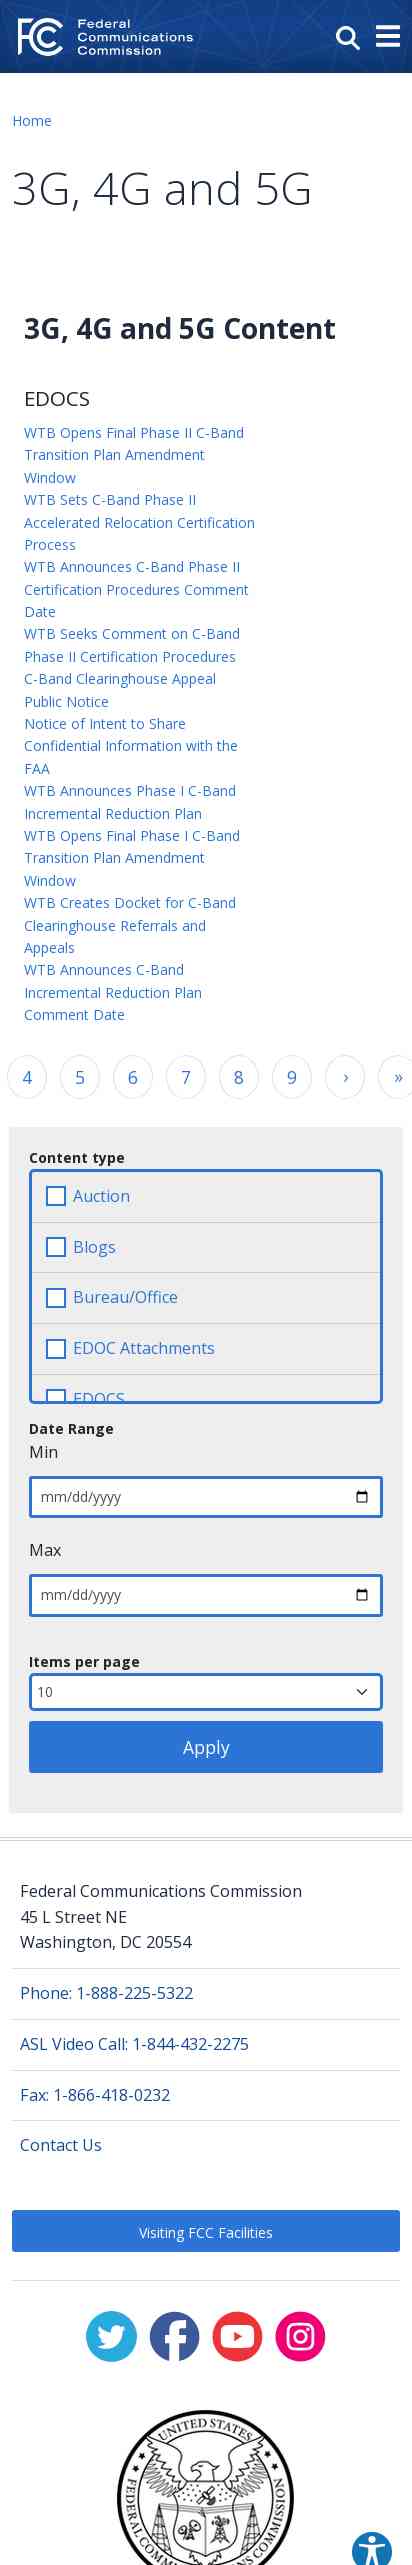 Federal
Communications
Commission
Home
3G, 4G and 5G
3G, 4G and 5G Content
EDOCS
WTB Opens Final Phase II C-Band
Transition Plan Amendment
Window
WTB Sets C-Band Phase II
Accelerated Relocation Certification
Process
WTB Announces C-Band Phase II
Certification Procedures Comment
Date
WTB Seeks Comment on C-Band
Phase II Certification Procedures
C-Band Clearinghouse Appeal
Public Notice
Notice of Intent to Share
Confidential Information with the
FAA
WTB Announces Phase I C-Band
Incremental Reduction Plan
WTB Opens Final Phase I C-Band
Transition Plan Amendment
Window
WTB Creates Docket for C-Band
Clearinghouse Referrals and
Appeals
WTB Announces C-Band
Incremental Reduction Plan
Comment Date
4 5 6 7 8 9 › »
Content type
Auction
Blogs
Bureau/Office
EDOC Attachments
EDOCS
Date Range
Min
mm/dd/yyyy
Max
mm/dd/yyyy
Items per page
10
Apply
Federal Communications Commission
45 L Street NE
Washington, DC 20554
Phone: 1-888-225-5322
ASL Video Call: 1-844-432-2275
Fax: 1-866-418-0232
Contact Us
Visiting FCC Facilities
UNITED STATES
FEDERAL